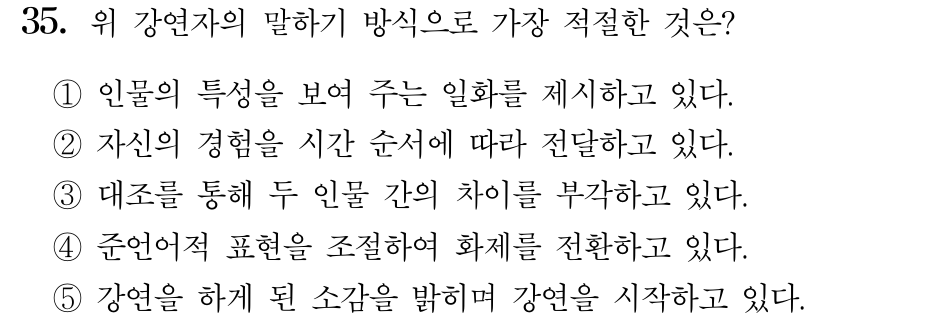 35. 위 강연자의 말하기 방식으로 가장 적절한 것은?
① 인물의 특성을 보여 주는 일화를 제시하고 있다.
② 자신의 경험을 시간 순서에 따라 전달하고 있다.
③ 대조를 통해 두 인물 간의 차이를 부각하고 있다.
④ 준언어적 표현을 조절하여 화제를 전환하고 있다.
⑤ 강연을 하게 된 소감을 밝히며 강연을 시작하고 있다.